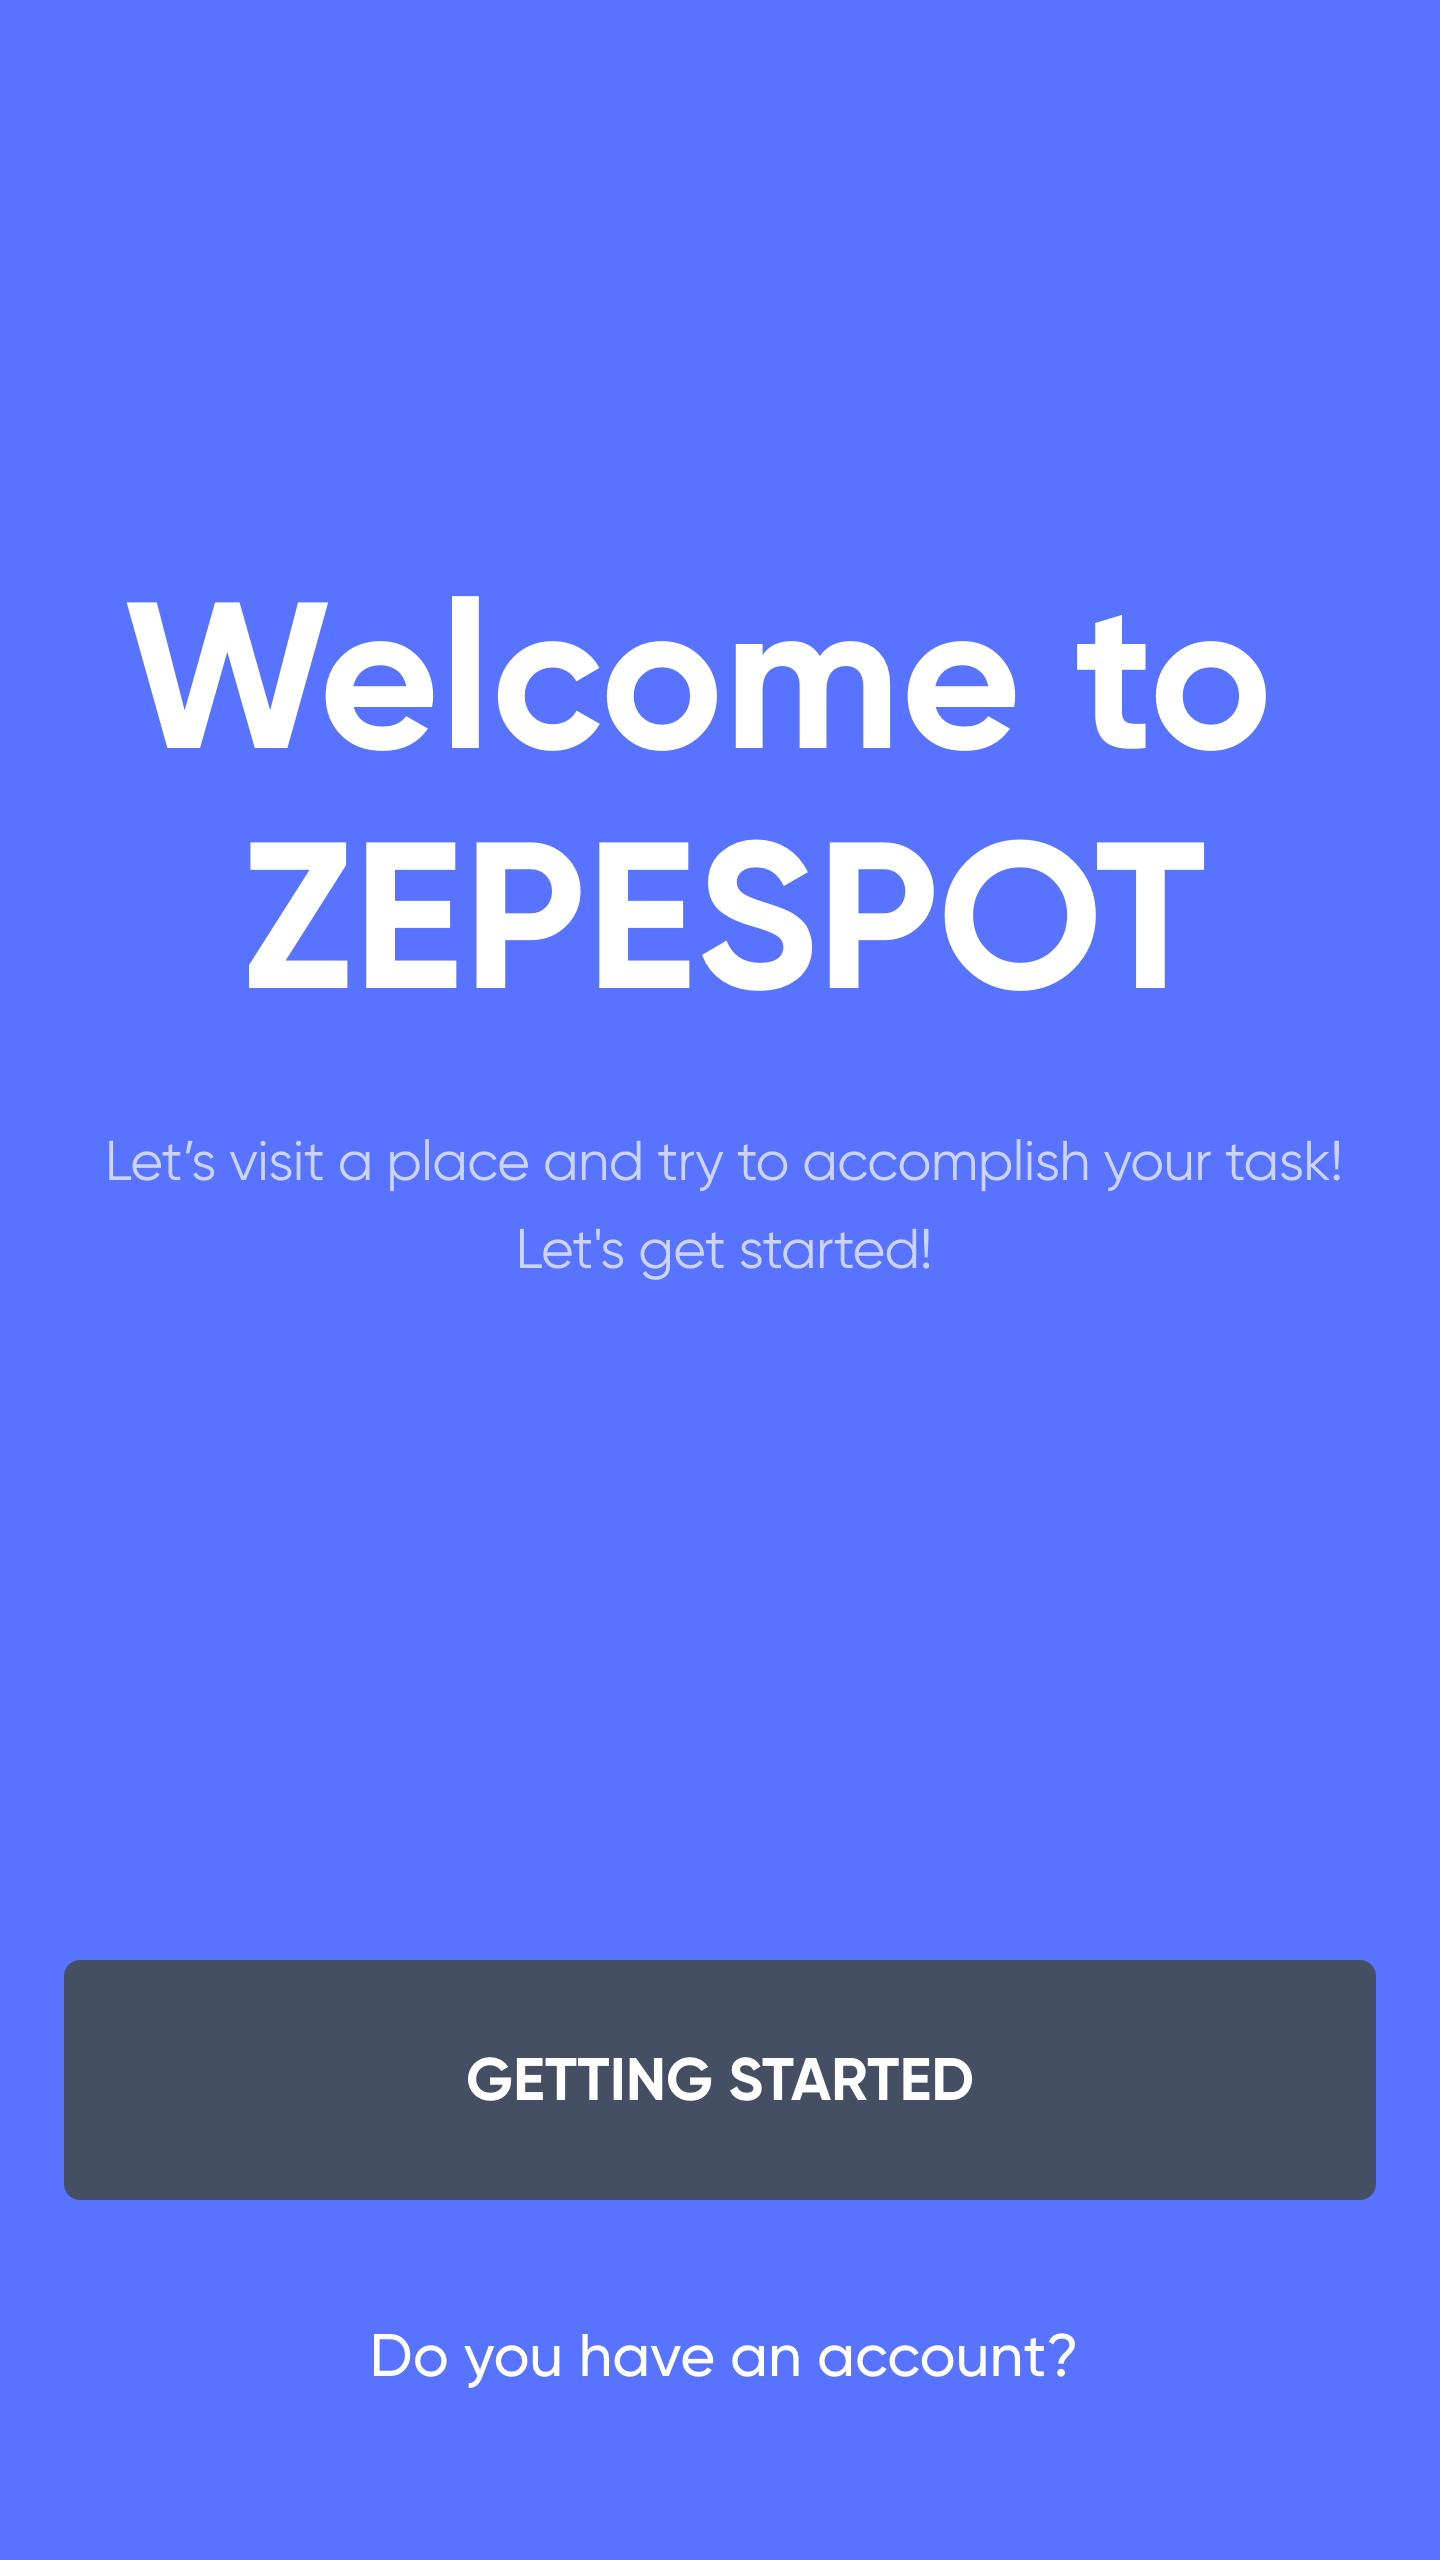 Welcome to
ZEPESPOT
Let’s visit a place and try to accomplish your task!
Let's get started!
GETTING STARTED
Do you have an account?